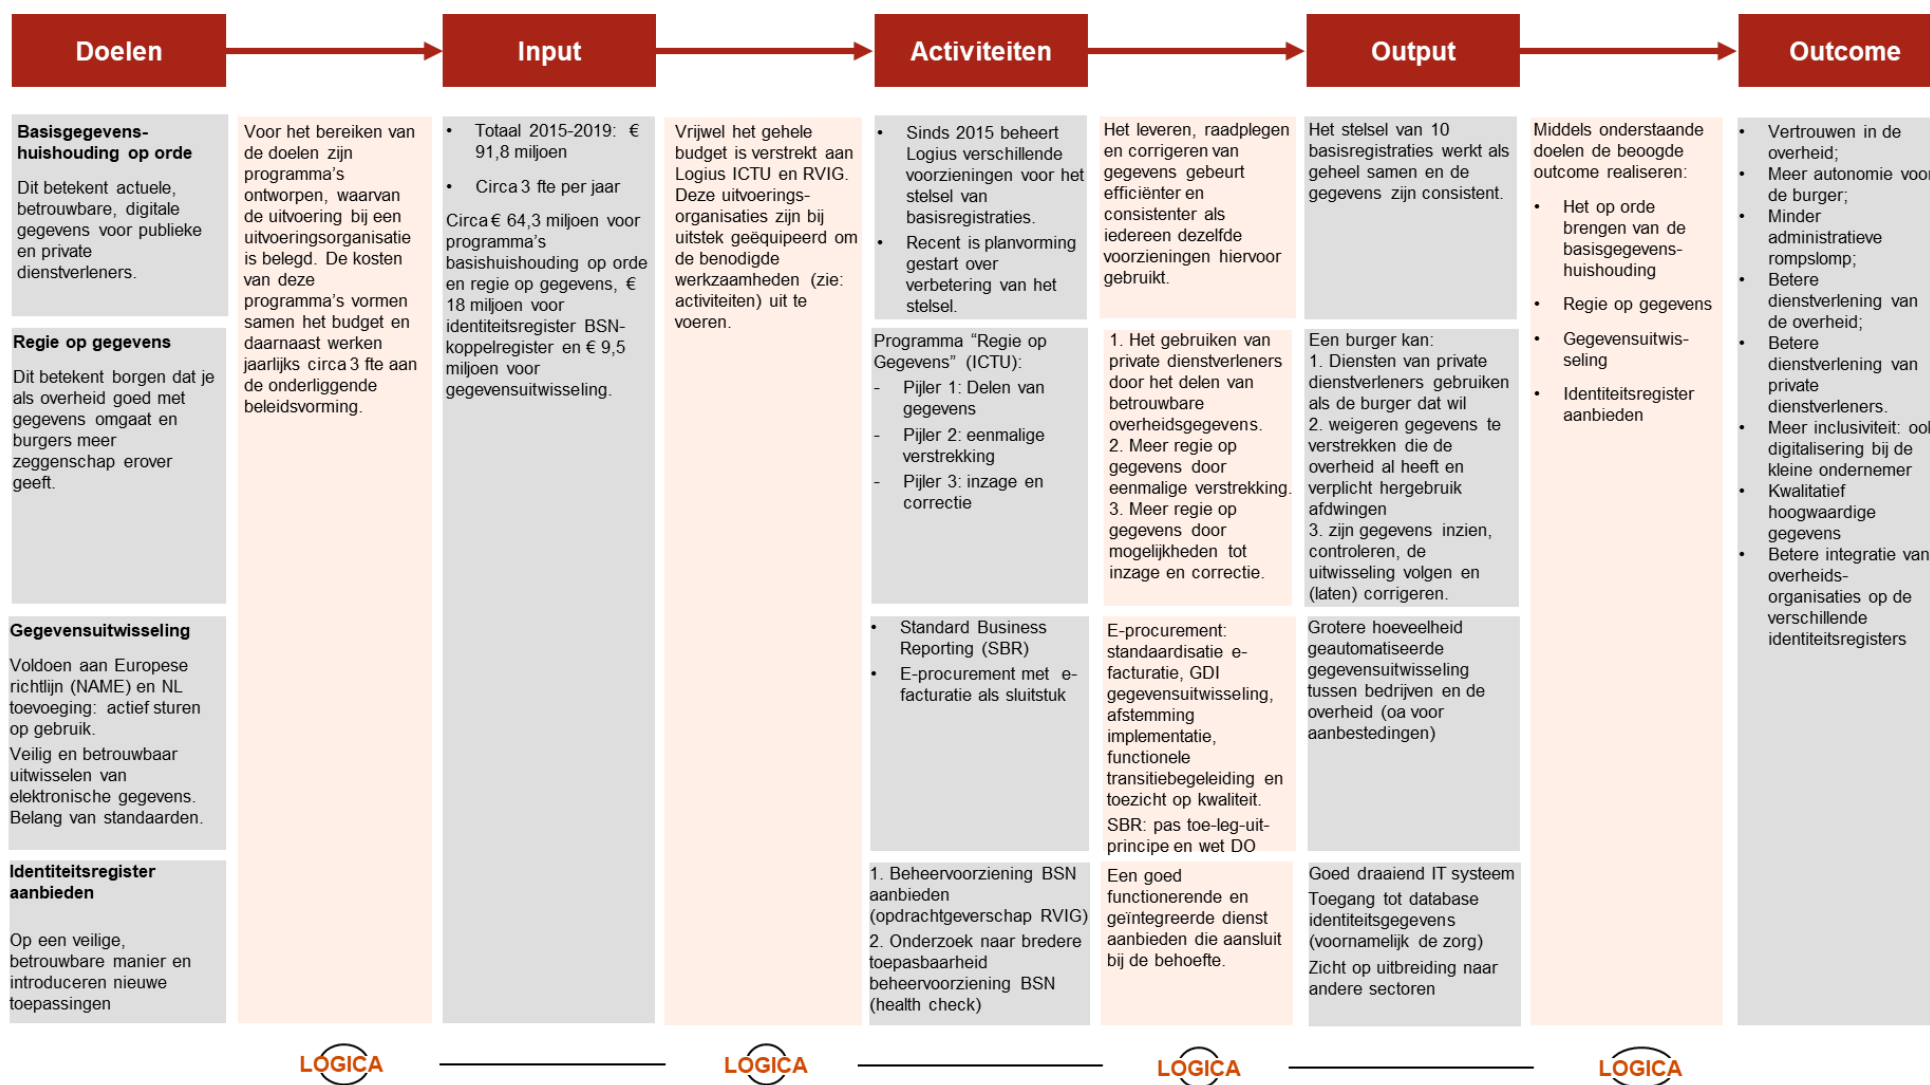 Doelen
Input
Activiteiten
Output
Outcome
Basisgegevens-
huishouding op orde
Dit betekent actuele,
betrouwbare, digitale
gegevens voor publieke
en private
dienstverleners.
Regie op gegevens
Dit betekent borgen dat je
als overheid goed met
gegevens omgaat en
burgers meer
zeggenschap erover
geeft.
Gegevensuitwisseling
Voldoen aan Europese
richtlijn (NAME) en NL
toevoeging: actief sturen
op gebruik.
Veilig en betrouwbaar
uitwisselen van
elektronische gegevens.
Belang van standaarden.
Identiteitsregister
aanbieden
Op een veilige,
betrouwbare manier en
introduceren nieuwe
toepassingen
Voor het bereiken van
de doelen zijn
programma's
ontworpen, waarvan
de uitvoering bij een
uitvoeringsorganisatie
is belegd. De kosten
van deze
programma's vormen
samen het budget en
daarnaast werken
jaarlijks circa 3 fte aan
de onderliggende
beleidsvorming.
• Totaal 2015-2019: €
91,8 miljoen
• Circa 3 fte per jaar
Circa € 64,3 miljoen voor
programma's
basishuishouding op orde
en regie op gegevens, €
18 miljoen voor
identiteitsregister BSN-
koppelregister en € 9,5
miljoen voor
gegevensuitwisseling.
Vrijwel het gehele
budget is verstrekt aan
Logius ICTU en RVIG.
Deze uitvoerings-
organisaties zijn bij
uitstek geëquipeerd om
de benodigde
werkzaamheden (zie:
activiteiten) uit te
voeren.
• Sinds 2015 beheert
Logius verschillende
voorzieningen voor het
stelsel van
basisregistraties.
• Recent is planvorming
gestart over
verbetering van het
stelsel.
Programma “Regie op
Gegevens” (ICTU):
- Pijler 1: Delen van
gegevens
- Pijler 2: eenmalige
verstrekking
- Pijler 3: inzage en
correctie
• Standard Business
Reporting (SBR)
• E-procurement met e-
facturatie als sluitstuk
1. Beheervoorziening BSN
aanbieden
(opdrachtgeverschap RVIG)
2. Onderzoek naar bredere
toepasbaarheid
beheervoorziening BSN
(health check)
Het leveren, raadplegen
en corrigeren van
gegevens gebeurt
efficiënter en
consistenter als
iedereen dezelfde
voorzieningen hiervoor
gebruikt.
1. Het gebruiken van
private dienstverleners
door het delen van
betrouwbare
overheidsgegevens.
2. Meer regie op
gegevens door
eenmalige verstrekking.
3. Meer regie op
gegevens door
mogelijkheden tot
inzage en correctie.
E-procurement:
standaardisatie e-
facturatie, GDI
gegevensuitwisseling,
afstemming
implementatie,
functionele
transitiebegeleiding en
toezicht op kwaliteit.
SBR: pas toe-leg-uit-
principe en wet DO
Een goed
functionerende en
geïntegreerde dienst
aanbieden die aansluit
bij de behoefte.
Het stelsel van 10
basisregistraties werkt als
geheel samen en de
gegevens zijn consistent.
Een burger kan:
1. Diensten van private
dienstverleners gebruiken
als de burger dat wil
2. weigeren gegevens te
verstrekken die de
overheid al heeft en
verplicht hergebruik
afdwingen
3. zijn gegevens inzien,
controleren, de
uitwisseling volgen en
(laten) corrigeren.
Grotere hoeveelheid
geautomatiseerde
gegevensuitwisseling
tussen bedrijven en de
overheid (oa voor
aanbestedingen)
Goed draaiend IT systeem
Toegang tot database
identiteitsgegevens
(voornamelijk de zorg)
Zicht op uitbreiding naar
andere sectoren
Middels onderstaande
doelen de beoogde
outcome realiseren:
• Het op orde
brengen van de
basisgegevens-
huishouding
• Regie op gegevens
• Gegevensuitwis-
seling
• Identiteitsregister
aanbieden
• Vertrouwen in de
overheid;
• Meer autonomie voor
de burger;
• Minder
administratieve
rompslomp;
• Betere
dienstverlening van
de overheid;
• Betere
dienstverlening van
private
dienstverleners.
• Meer inclusiviteit: ook
digitalisering bij de
kleine ondernemer
• Kwalitatief
hoogwaardige
gegevens
• Betere integratie van
overheids-
organisaties op de
verschillende
identiteitsregisters
LOGICA
LOGICA
LOGICA
LOGICA